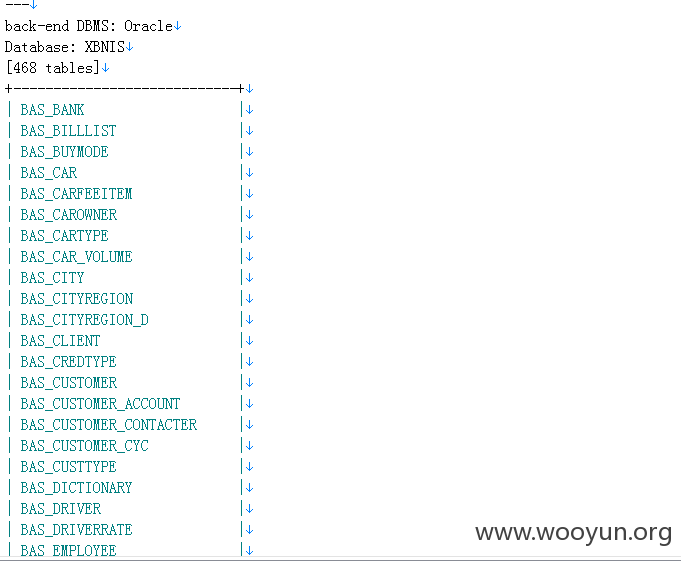 ---↓
back-end DBMS: Oracle↓
Database: XBNIS↓
[468 tables]↓
+----------------------------+↓
| BAS_BANK                   |↓
| BAS_BILLLIST               |↓
| BAS_BUYMODE                |↓
| BAS_CAR                    |↓
| BAS_CARFEEITEM             |↓
| BAS_CAROWNER               |↓
| BAS_CARTYPE                |↓
| BAS_CAR_VOLUME             |↓
| BAS_CITY                   |↓
| BAS_CITYREGION             |↓
| BAS_CITYREGION_D           |↓
| BAS_CLIENT                 |↓
| BAS_CREDTYPE               |↓
| BAS_CUSTOMER               |↓
| BAS_CUSTOMER_ACCOUNT       |↓
| BAS_CUSTOMER_CONTACTER     |↓
| BAS_CUSTOMER_CYC           |↓
| BAS_CUSTTYPE               |↓
| BAS_DICTIONARY             |↓
| BAS_DRIVER                 |↓
| BAS_DRIVERRATE             |↓
| BAS_EMPLOYEE               |↓
www.wooyun.org